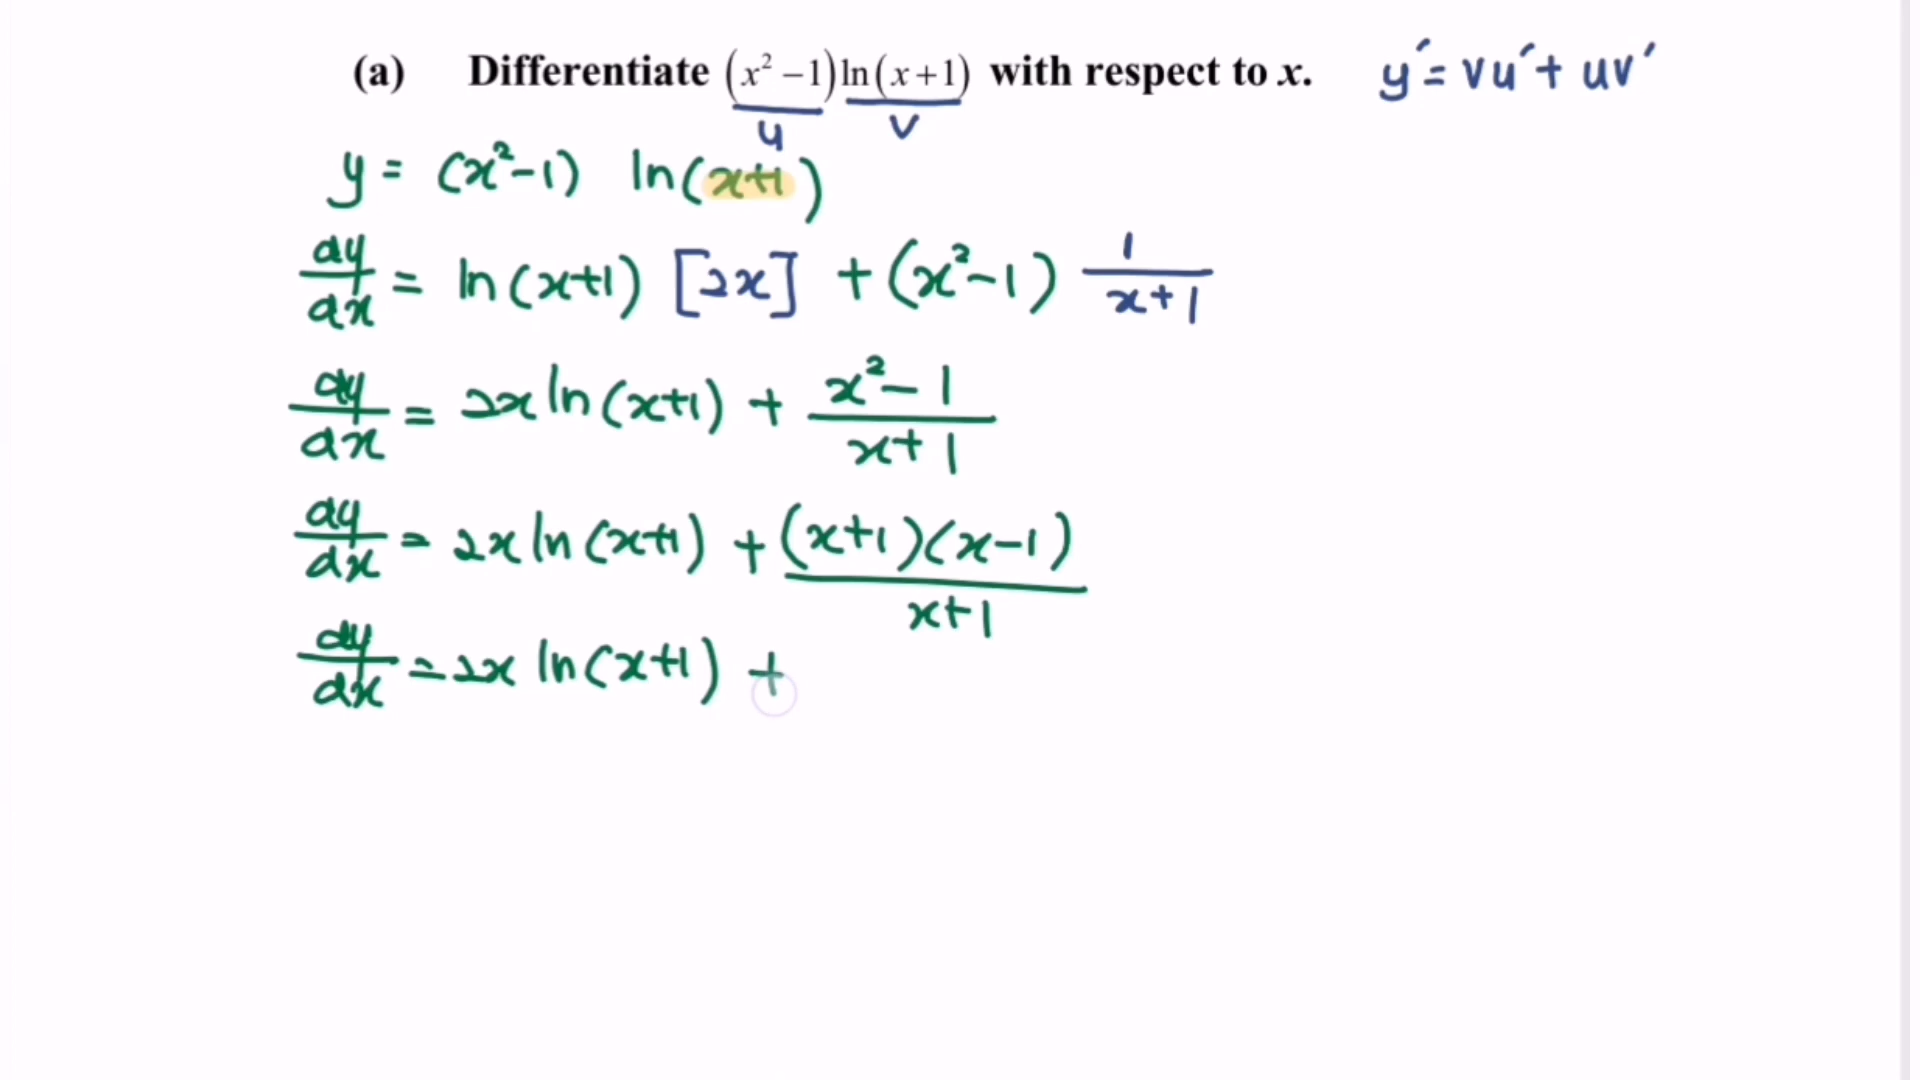 (a) Differentiate (x² − 1) ln(x + 1) with respect to x. y′ = vu′ + uv′
u v
y = (x² − 1) ln(x+1)
dy/dx = ln(x+1) [2x] + (x² − 1) 1/(x+1)
dy/dx = 2x ln(x+1) + (x² − 1)/(x+1)
dy/dx = 2x ln(x+1) + (x+1)(x−1)/(x+1)
dy/dx = 2x ln(x+1) +